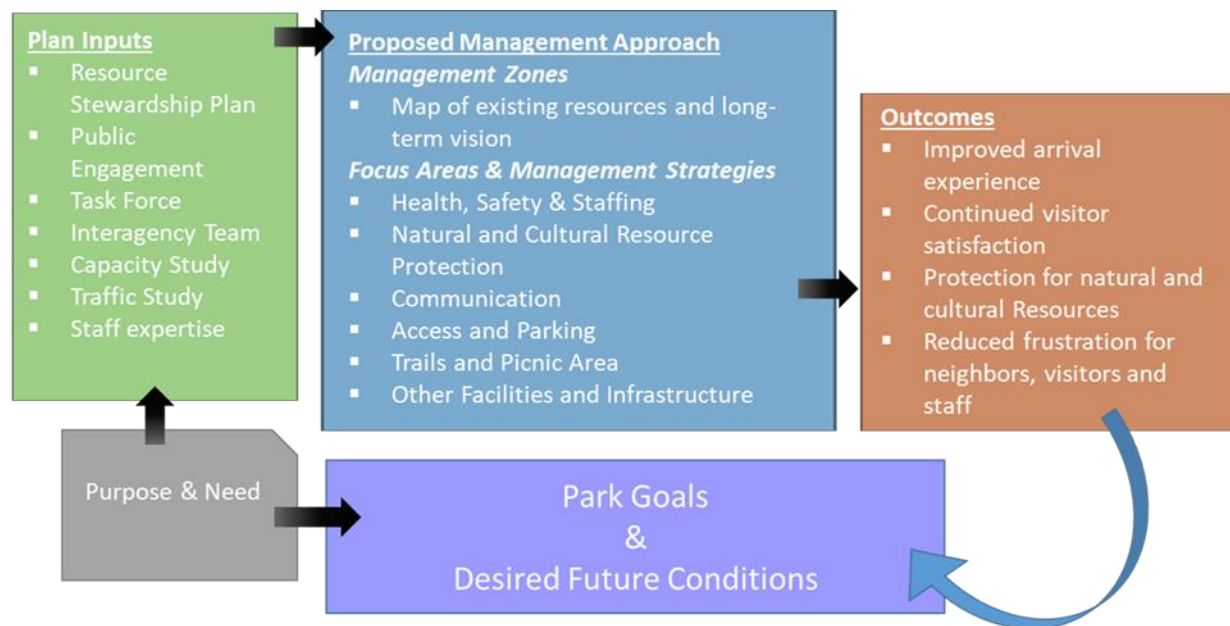 Plan Inputs
▪ Resource
Stewardship Plan
▪ Public
Engagement
▪ Task Force
▪ Interagency Team
▪ Capacity Study
▪ Traffic Study
▪ Staff expertise
Proposed Management Approach
Management Zones
▪ Map of existing resources and long-
term vision
Focus Areas & Management Strategies
▪ Health, Safety & Staffing
▪ Natural and Cultural Resource
Protection
▪ Communication
▪ Access and Parking
▪ Trails and Picnic Area
▪ Other Facilities and Infrastructure
Outcomes
▪ Improved arrival
experience
▪ Continued visitor
satisfaction
▪ Protection for natural and
cultural Resources
▪ Reduced frustration for
neighbors, visitors and
staff
Purpose & Need
Park Goals
&
Desired Future Conditions